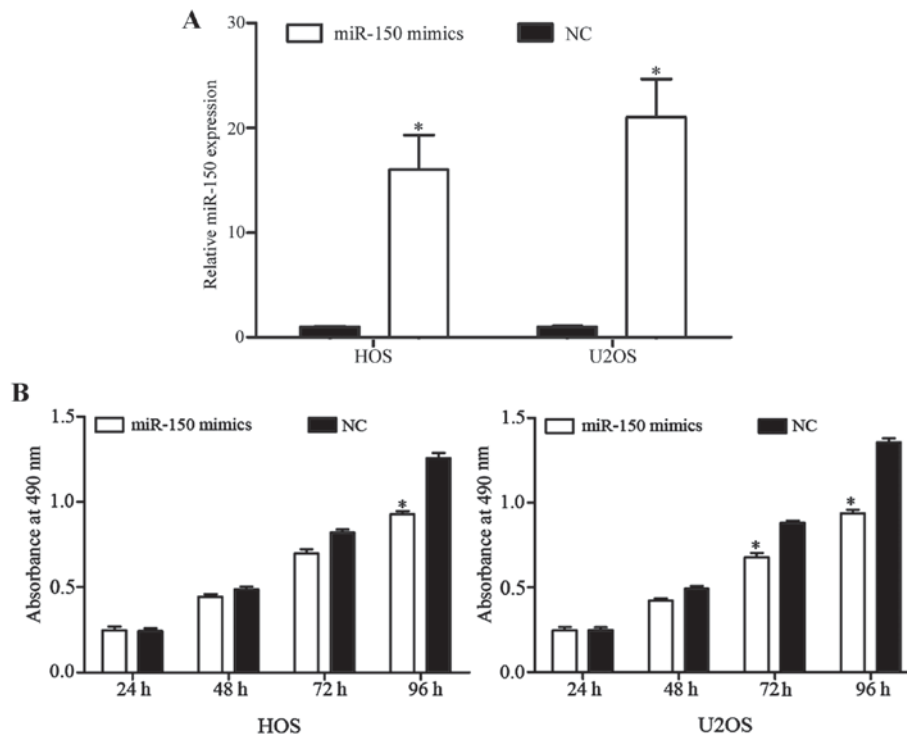 A
miR-150 mimics
NC
Relative miR-150 expression
30
20
10
0
*
*
HOS
U2OS
B
miR-150 mimics
NC
Absorbance at 490 nm
1.5
1.0
0.5
0.0
*
24 h 48 h 72 h 96 h
HOS
miR-150 mimics
NC
Absorbance at 490 nm
1.5
1.0
0.5
0.0
*
*
24 h 48 h 72 h 96 h
U2OS